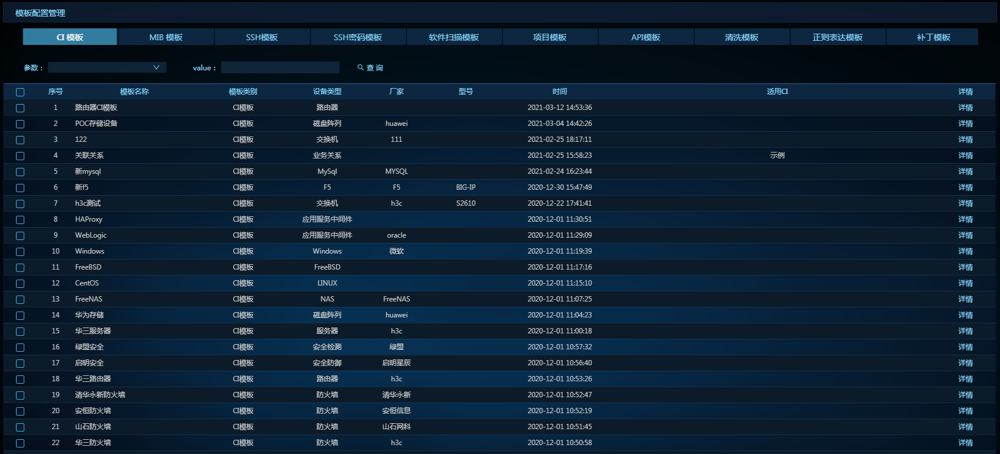 模板配置管理
CI 模板 MIB 模板 SSH模板 SSH密码模板 软件扫描模板 项目模板 API模板 清洗模板 正则表达模板 补丁模板
参数： value： 查 询
序号 模板名称 模板类别 设备类型 厂家 型号 时间 适用CI 详情
1 路由器CI模板 CI模板 路由器 2021-03-12 14:53:36 详情
2 POC存储设备 CI模板 磁盘阵列 huawei 2021-03-04 14:42:26 详情
3 122 CI模板 交换机 111 2021-02-25 18:17:11 详情
4 关联关系 CI模板 业务关系 2021-02-25 15:58:23 示例 详情
5 新mysql CI模板 MySql MYSQL 2021-02-24 16:23:44 详情
6 新f5 CI模板 F5 F5 BIG-IP 2020-12-30 15:47:49 详情
7 h3c测试 CI模板 交换机 h3c S2610 2020-12-22 17:41:41 详情
8 HAProxy CI模板 应用服务中间件 2020-12-01 11:30:51 详情
9 WebLogic CI模板 应用服务中间件 oracle 2020-12-01 11:29:09 详情
10 Windows CI模板 Windows 微软 2020-12-01 11:19:39 详情
11 FreeBSD CI模板 FreeBSD 2020-12-01 11:17:16 详情
12 CentOS CI模板 LINUX 2020-12-01 11:15:10 详情
13 FreeNAS CI模板 NAS FreeNAS 2020-12-01 11:07:25 详情
14 华为存储 CI模板 磁盘阵列 huawei 2020-12-01 11:04:23 详情
15 华三服务器 CI模板 服务器 h3c 2020-12-01 11:00:18 详情
16 绿盟安全 CI模板 安全检测 绿盟 2020-12-01 10:57:32 详情
17 启明安全 CI模板 安全防御 启明星辰 2020-12-01 10:56:40 详情
18 华三路由器 CI模板 路由器 h3c 2020-12-01 10:53:26 详情
19 清华永新防火墙 CI模板 防火墙 清华永新 2020-12-01 10:52:47 详情
20 安恒防火墙 CI模板 防火墙 安恒信息 2020-12-01 10:52:19 详情
21 山石防火墙 CI模板 防火墙 山石网科 2020-12-01 10:51:45 详情
22 华三防火墙 CI模板 防火墙 h3c 2020-12-01 10:50:58 详情